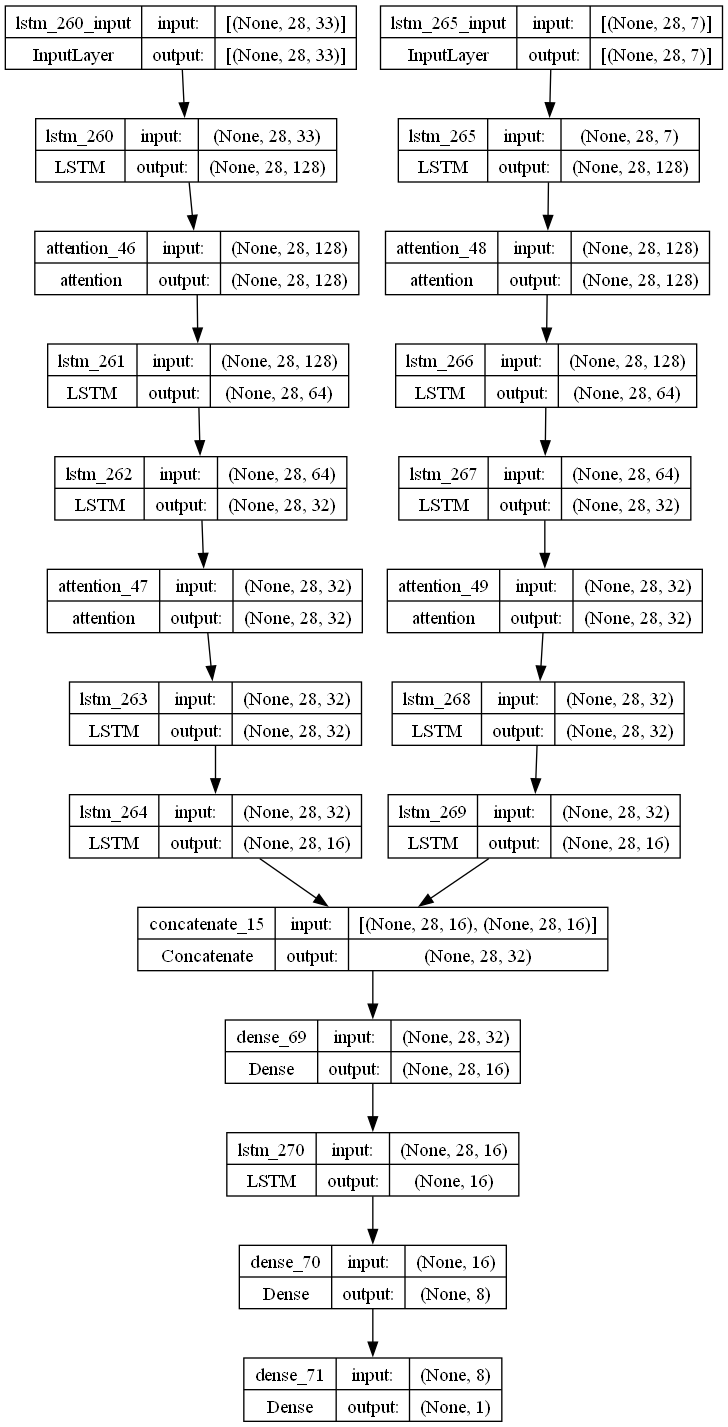 lstm_260_input input: [(None, 28, 33)]
InputLayer output: [(None, 28, 33)]
lstm_265_input input: [(None, 28, 7)]
InputLayer output: [(None, 28, 7)]
lstm_260 input: (None, 28, 33)
LSTM output: (None, 28, 128)
lstm_265 input: (None, 28, 7)
LSTM output: (None, 28, 128)
attention_46 input: (None, 28, 128)
attention output: (None, 28, 128)
attention_48 input: (None, 28, 128)
attention output: (None, 28, 128)
lstm_261 input: (None, 28, 128)
LSTM output: (None, 28, 64)
lstm_266 input: (None, 28, 128)
LSTM output: (None, 28, 64)
lstm_262 input: (None, 28, 64)
LSTM output: (None, 28, 32)
lstm_267 input: (None, 28, 64)
LSTM output: (None, 28, 32)
attention_47 input: (None, 28, 32)
attention output: (None, 28, 32)
attention_49 input: (None, 28, 32)
attention output: (None, 28, 32)
lstm_263 input: (None, 28, 32)
LSTM output: (None, 28, 32)
lstm_268 input: (None, 28, 32)
LSTM output: (None, 28, 32)
lstm_264 input: (None, 28, 32)
LSTM output: (None, 28, 16)
lstm_269 input: (None, 28, 32)
LSTM output: (None, 28, 16)
concatenate_15 input: [(None, 28, 16), (None, 28, 16)]
Concatenate output: (None, 28, 32)
dense_69 input: (None, 28, 32)
Dense output: (None, 28, 16)
lstm_270 input: (None, 28, 16)
LSTM output: (None, 16)
dense_70 input: (None, 16)
Dense output: (None, 8)
dense_71 input: (None, 8)
Dense output: (None, 1)